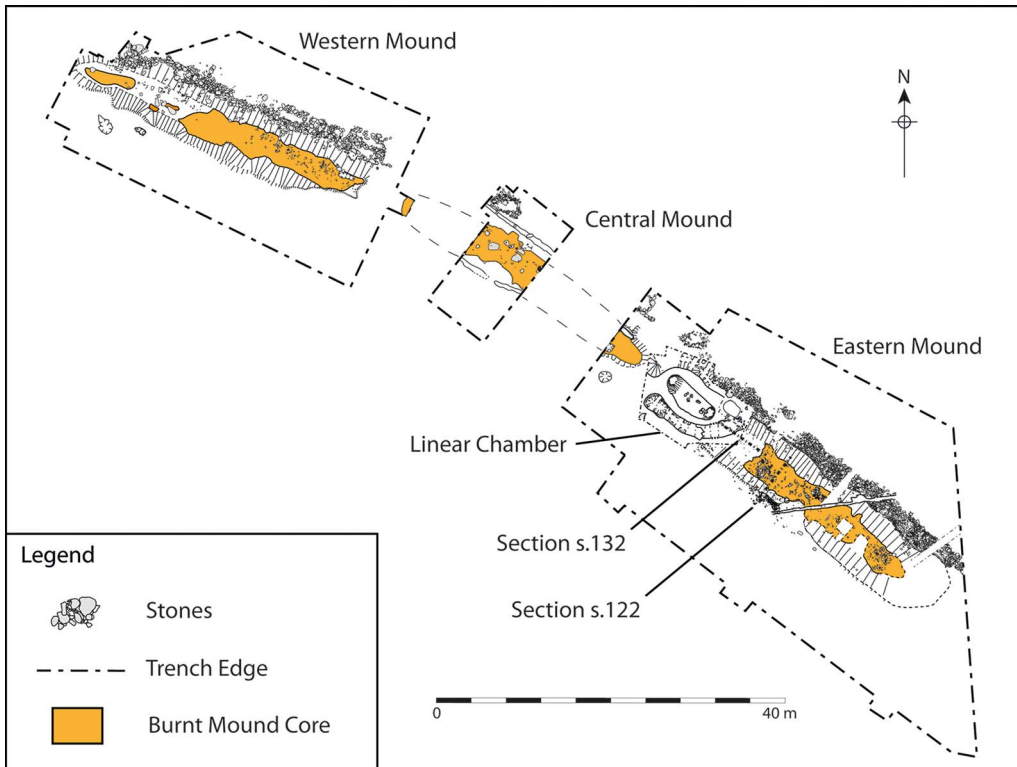 Western Mound
N
Central Mound
Eastern Mound
Linear Chamber
Section s.132
Section s.122
Legend
Stones
Trench Edge
Burnt Mound Core
0 40 m